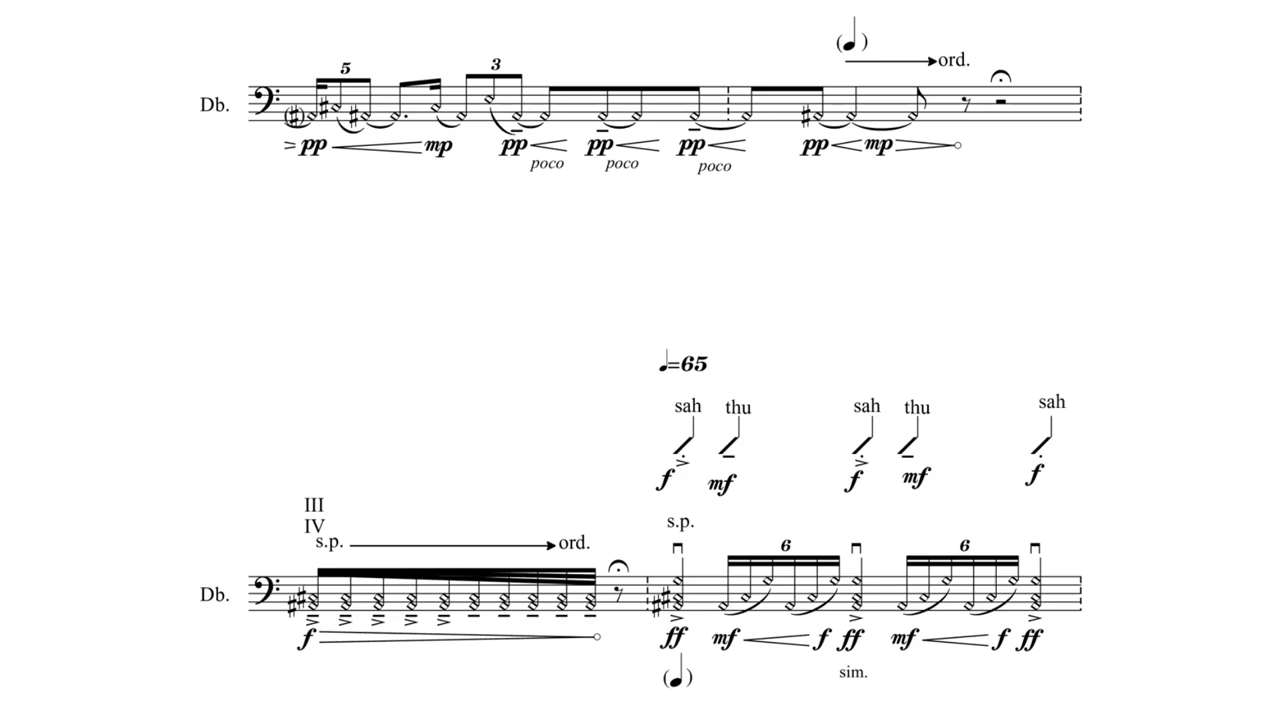 ( )
ord.
5
3
Db.
> pp mp pp pp pp pp mp
poco poco poco
=65
sah thu sah thu sah
f mf f mf f
III
IV
s.p. ord.
s.p.
6 6
Db.
f ff mf f ff mf f ff
( )
sim.